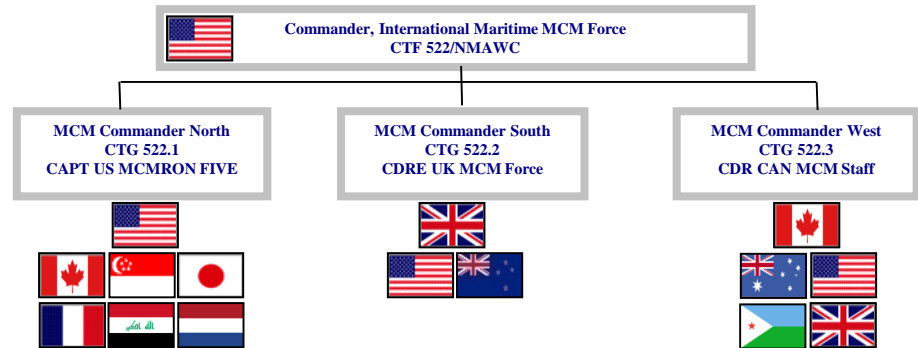 Commander, International Maritime MCM Force
CTF 522/NMAWC
MCM Commander North
CTG 522.1
CAPT US MCMRON FIVE
MCM Commander South
CTG 522.2
CDRE UK MCM Force
MCM Commander West
CTG 522.3
CDR CAN MCM Staff